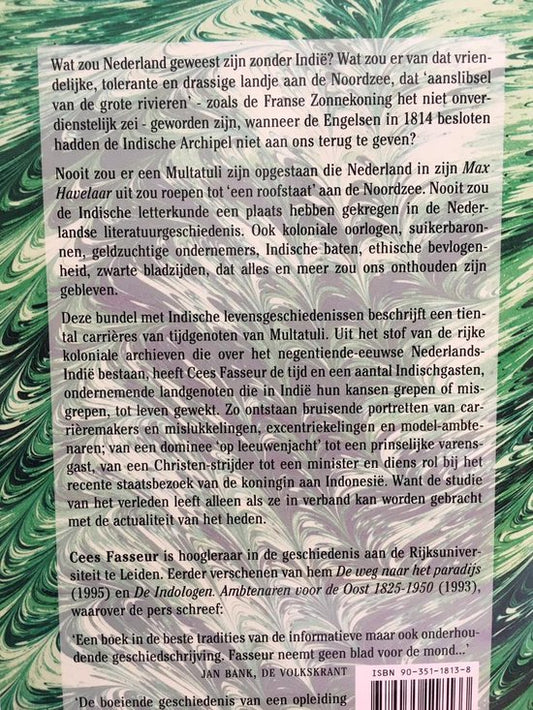 Wat zou Nederland geweest zijn zonder Indië? Wat zou er van dat vrien-
delijke, tolerante en drassige landje aan de Noordzee, dat ‘aanslibsel
van de grote rivieren’ - zoals de Franse Zonnekoning het niet onver-
dienstelijk zei - geworden zijn, wanneer de Engelsen in 1814 besloten
hadden de Indische Archipel niet aan ons terug te geven?
Nooit zou er een Multatuli zijn opgestaan die Nederland in zijn Max
Havelaar uit zou roepen tot ‘een roofstaat’ aan de Noordzee. Nooit zou
de Indische letterkunde een plaats hebben gekregen in de Neder-
landse literatuurgeschiedenis. Ook koloniale oorlogen, suikerbaron-
nen, geldzuchtige ondernemers, Indische baten, ethische bevlogen-
heid, zwarte bladzijden, dat alles en meer zou ons onthouden zijn
gebleven.
Deze bundel met Indische levensgeschiedenissen beschrijft een tien-
tal carrières van tijdgenoten van Multatuli. Uit het stof van de rijke
koloniale archieven die over het negentiende-eeuwse Nederlands-
Indië bestaan, heeft Cees Fasseur de tijd en een aantal Indischgasten,
ondernemende landgenoten die in Indië hun kansen grepen of mis-
grepen, tot leven gewekt. Zo ontstaan bruisende portretten van car-
rièremakers en mislukkelingen, excentriekelingen en model-ambte-
naren; van een dominee ‘op leeuwenjacht’ tot een prinselijke varens-
gast, van een Christen-strijder tot een minister en diens rol bij het
recente staatsbezoek van de koningin aan Indonesië. Want de studie
van het verleden leeft alleen als ze in verband kan worden gebracht
met de actualiteit van het heden.
Cees Fasseur is hoogleraar in de geschiedenis aan de Rijksuniver-
siteit te Leiden. Eerder verschenen van hem De weg naar het paradijs
(1995) en De Indologen. Ambtenaren voor de Oost 1825-1950 (1993),
waarover de pers schreef:
‘Een boek in de beste tradities van de informatieve maar ook onderhou-
dende geschiedschrijving. Fasseur neemt geen blad voor de mond...’
JAN BANK, DE VOLKSKRANT
ISBN 90-351-1813-8
‘De boeiende geschiedenis van een opleiding